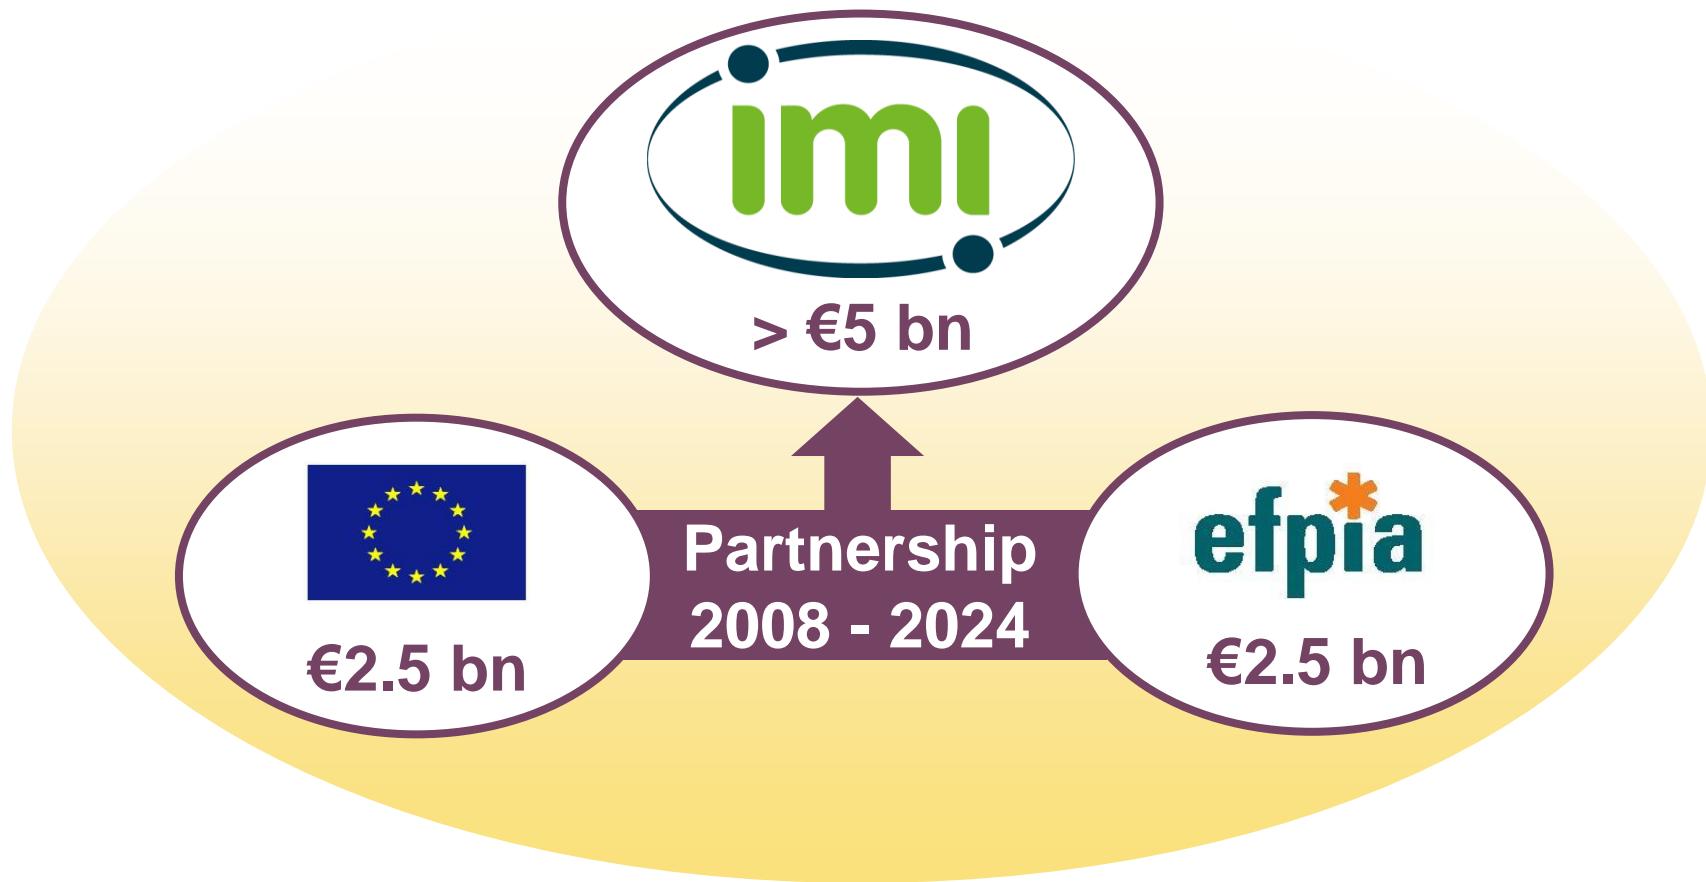 imi
> €5 bn
Partnership
2008 - 2024
€2.5 bn
efpia
€2.5 bn